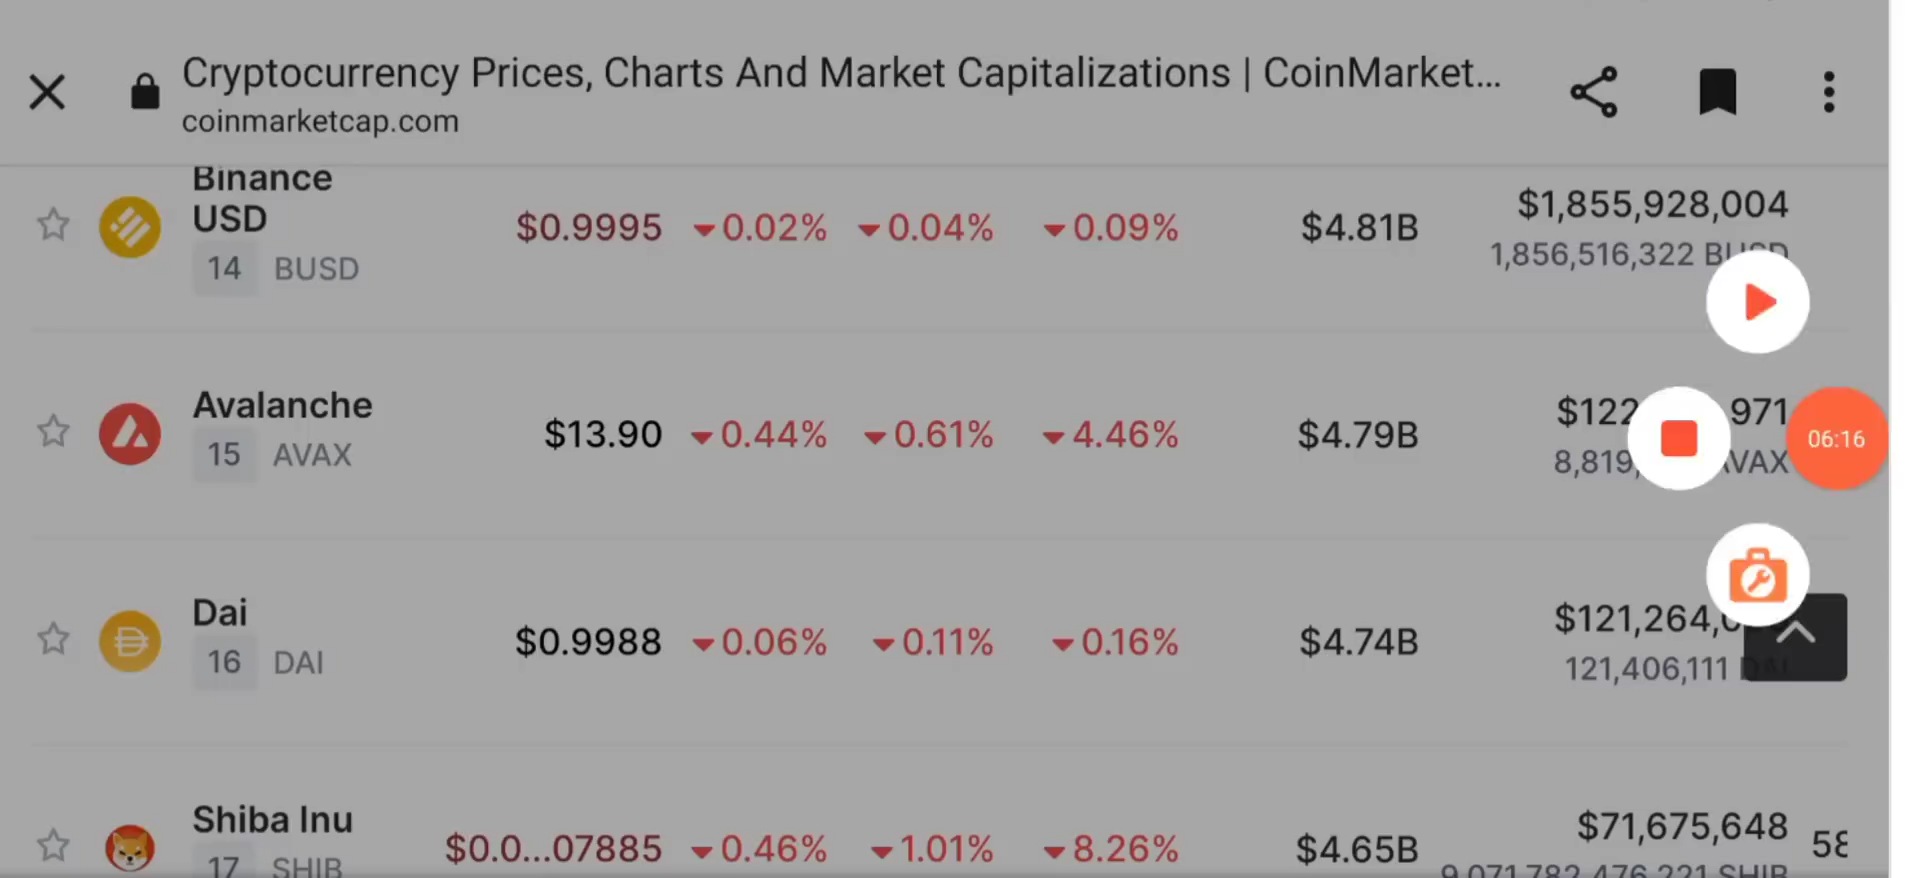 Cryptocurrency Prices, Charts And Market Capitalizations | CoinMarket...
coinmarketcap.com
Binance
USD
14 BUSD
$0.9995 0.02% 0.04% 0.09% $4.81B
$1,855,928,004
1,856,516,322
Avalanche
15 AVAX
$13.90 0.44% 0.61% 4.46% $4.79B
06:16
Dai
16 DAI
$0.9988 0.06% 0.11% 0.16% $4.74B
121,406,111
Shiba Inu
17 SHIB
$0.0...07885 0.46% 1.01% 8.26% $4.65B
$71,675,648